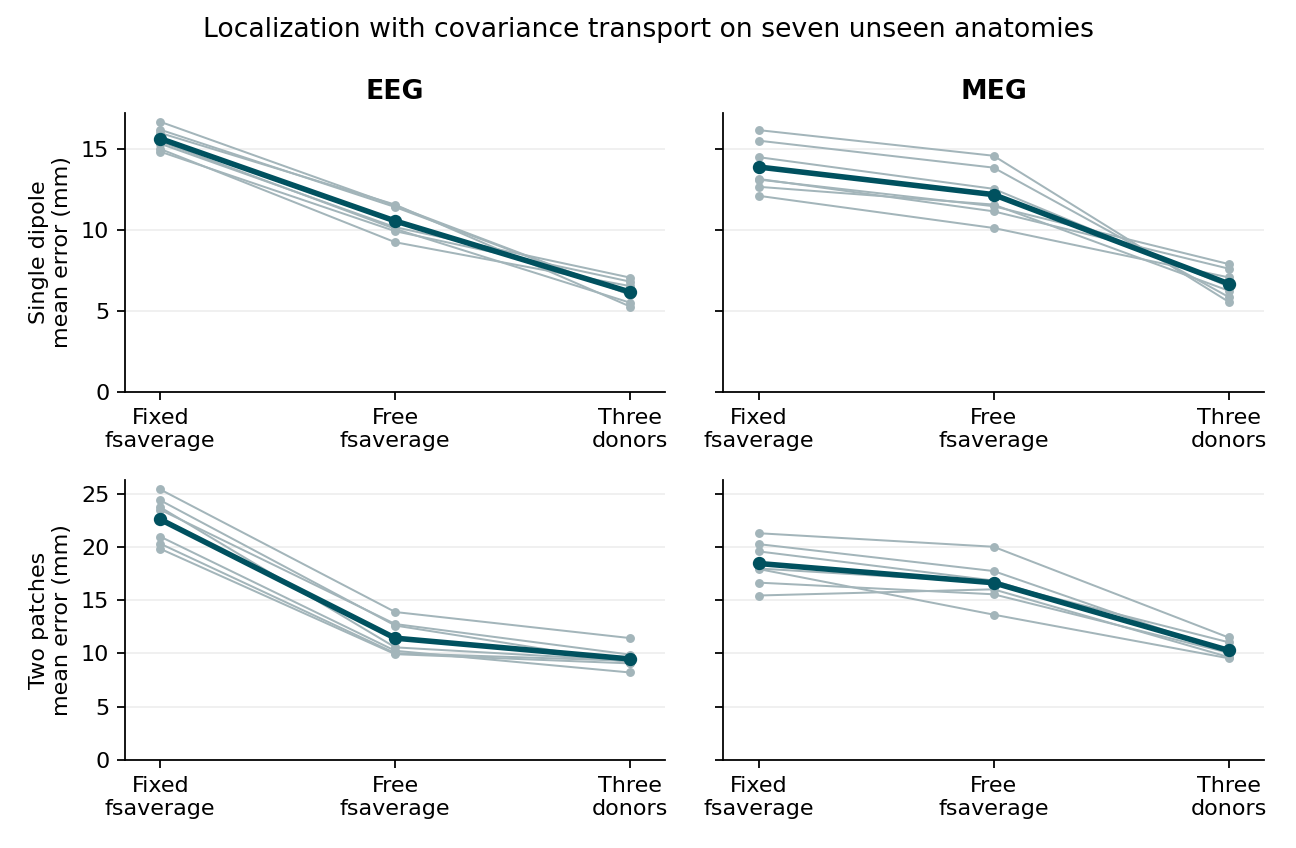 Localization with covariance transport on seven unseen anatomies
EEG
MEG
Single dipole
mean error (mm)
15
10
5
0
Fixed
fsaverage
Free
fsaverage
Three
donors
Fixed
fsaverage
Free
fsaverage
Three
donors
Two patches
mean error (mm)
25
20
15
10
5
0
Fixed
fsaverage
Free
fsaverage
Three
donors
Fixed
fsaverage
Free
fsaverage
Three
donors